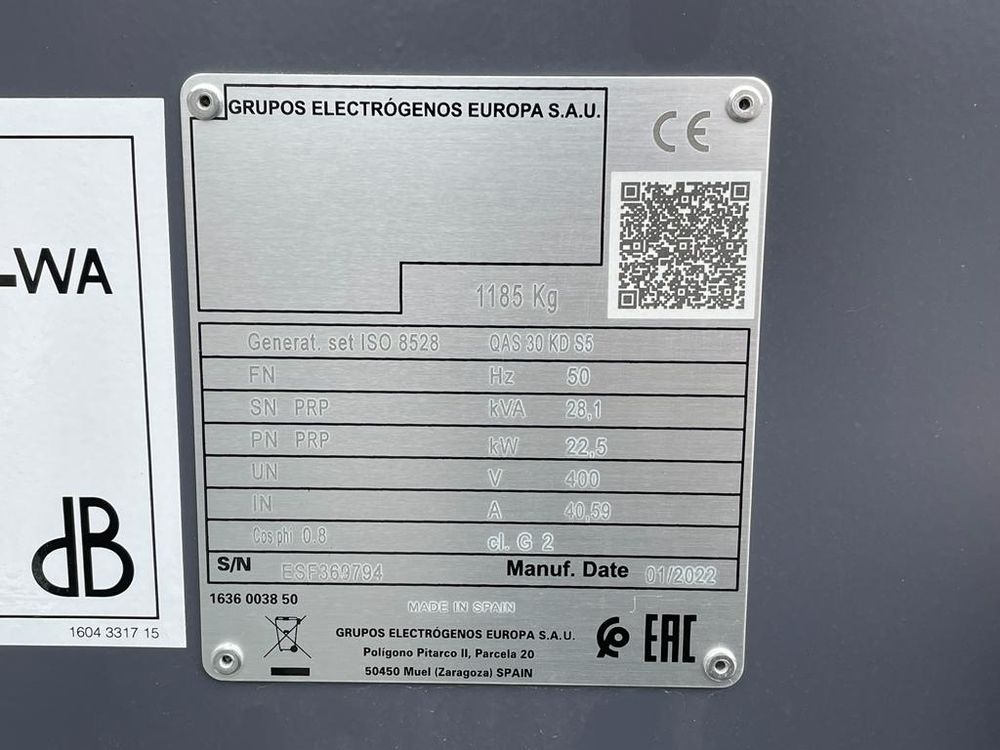 GRUPOS ELECTRÓGENOS EUROPA S.A.U.
CE
1185 Kg
Generat. set ISO 8528 QAS 30 KD S5
FN Hz 50
SN PRP kVA 28,1
PN PRP kW 22,5
UN V 400
IN A 40,59
Cos phi 0.8 cl. G 2
S/N ESF369794 Manuf. Date 01/2022
1636 0038 50
MADE IN SPAIN
GRUPOS ELECTRÓGENOS EUROPA S.A.U.
Polígono Pitarco II, Parcela 20
50450 Muel (Zaragoza) SPAIN
EAC
-WA
dB
1604 3317 15